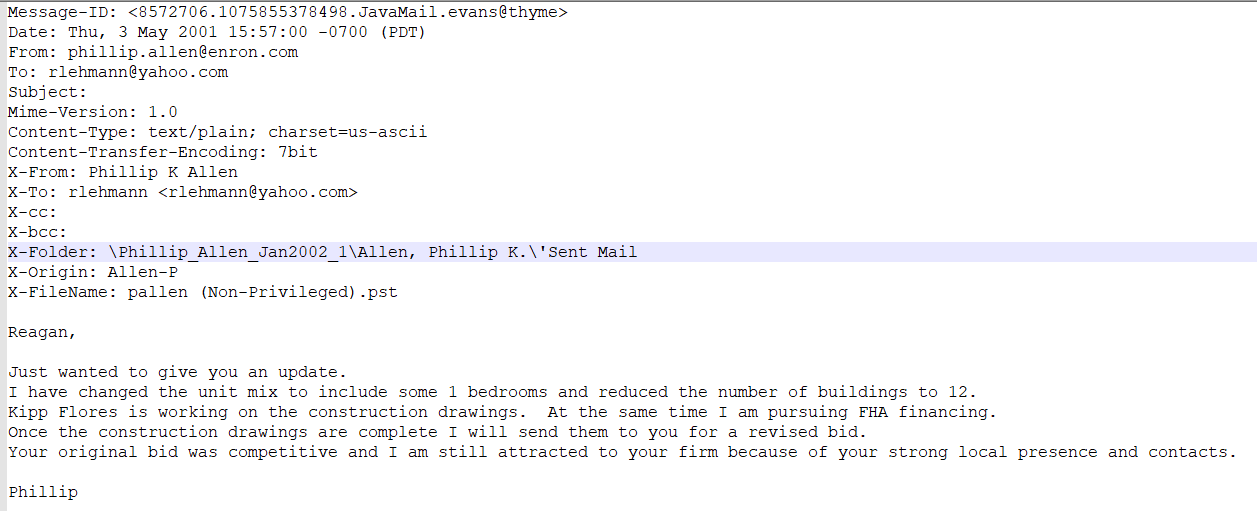 Message-ID: <8572706.1075855378498.JavaMail.evans@thyme>
Date: Thu, 3 May 2001 15:57:00 -0700 (PDT)
From: phillip.allen@enron.com
To: rlehmann@yahoo.com
Subject:
Mime-Version: 1.0
Content-Type: text/plain; charset=us-ascii
Content-Transfer-Encoding: 7bit
X-From: Phillip K Allen
X-To: rlehmann <rlehmann@yahoo.com>
X-cc:
X-bcc:
X-Folder: \Phillip_Allen_Jan2002_1\Allen, Phillip K.\'Sent Mail
X-Origin: Allen-P
X-FileName: pallen (Non-Privileged).pst

Reagan,

Just wanted to give you an update.
I have changed the unit mix to include some 1 bedrooms and reduced the number of buildings to 12.
Kipp Flores is working on the construction drawings.  At the same time I am pursuing FHA financing.
Once the construction drawings are complete I will send them to you for a revised bid.
Your original bid was competitive and I am still attracted to your firm because of your strong local presence and contacts.

Phillip